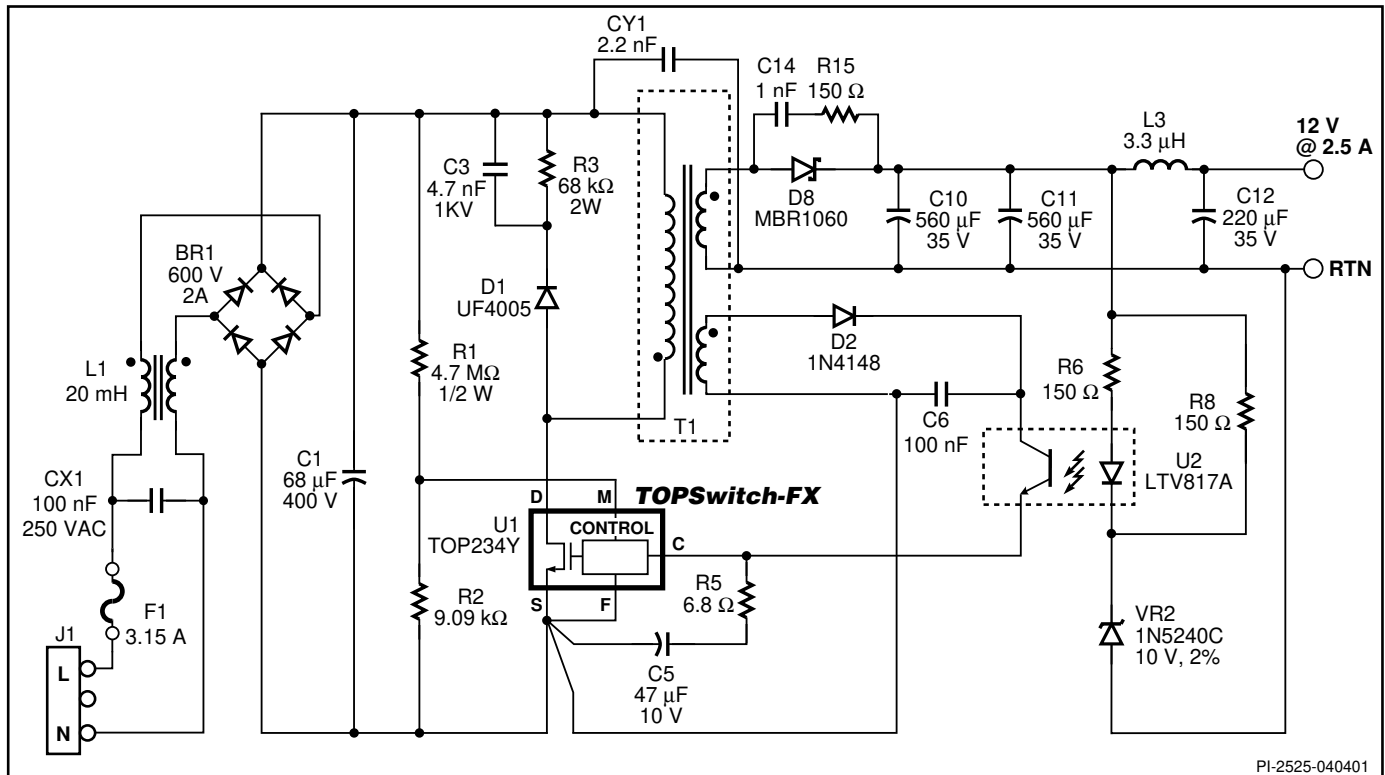 CY1
2.2 nF
C14
1 nF
R15
150 Ω
L3
3.3 µH
12 V
@ 2.5 A
C3
4.7 nF
1KV
R3
68 kΩ
2W
D8
MBR1060
C10
560 µF
35 V
C11
560 µF
35 V
C12
220 µF
35 V
RTN
BR1
600 V
2A
D1
UF4005
D2
1N4148
L1
20 mH
R1
4.7 MΩ
1/2 W
T1
C6
100 nF
R6
150 Ω
R8
150 Ω
U2
LTV817A
CX1
100 nF
250 VAC
C1
68 µF
400 V
D
M
TOPSwitch-FX
U1
TOP234Y
CONTROL
C
S
F
R2
9.09 kΩ
R5
6.8 Ω
C5
47 µF
10 V
VR2
1N5240C
10 V, 2%
F1
3.15 A
J1
L
N
PI-2525-040401